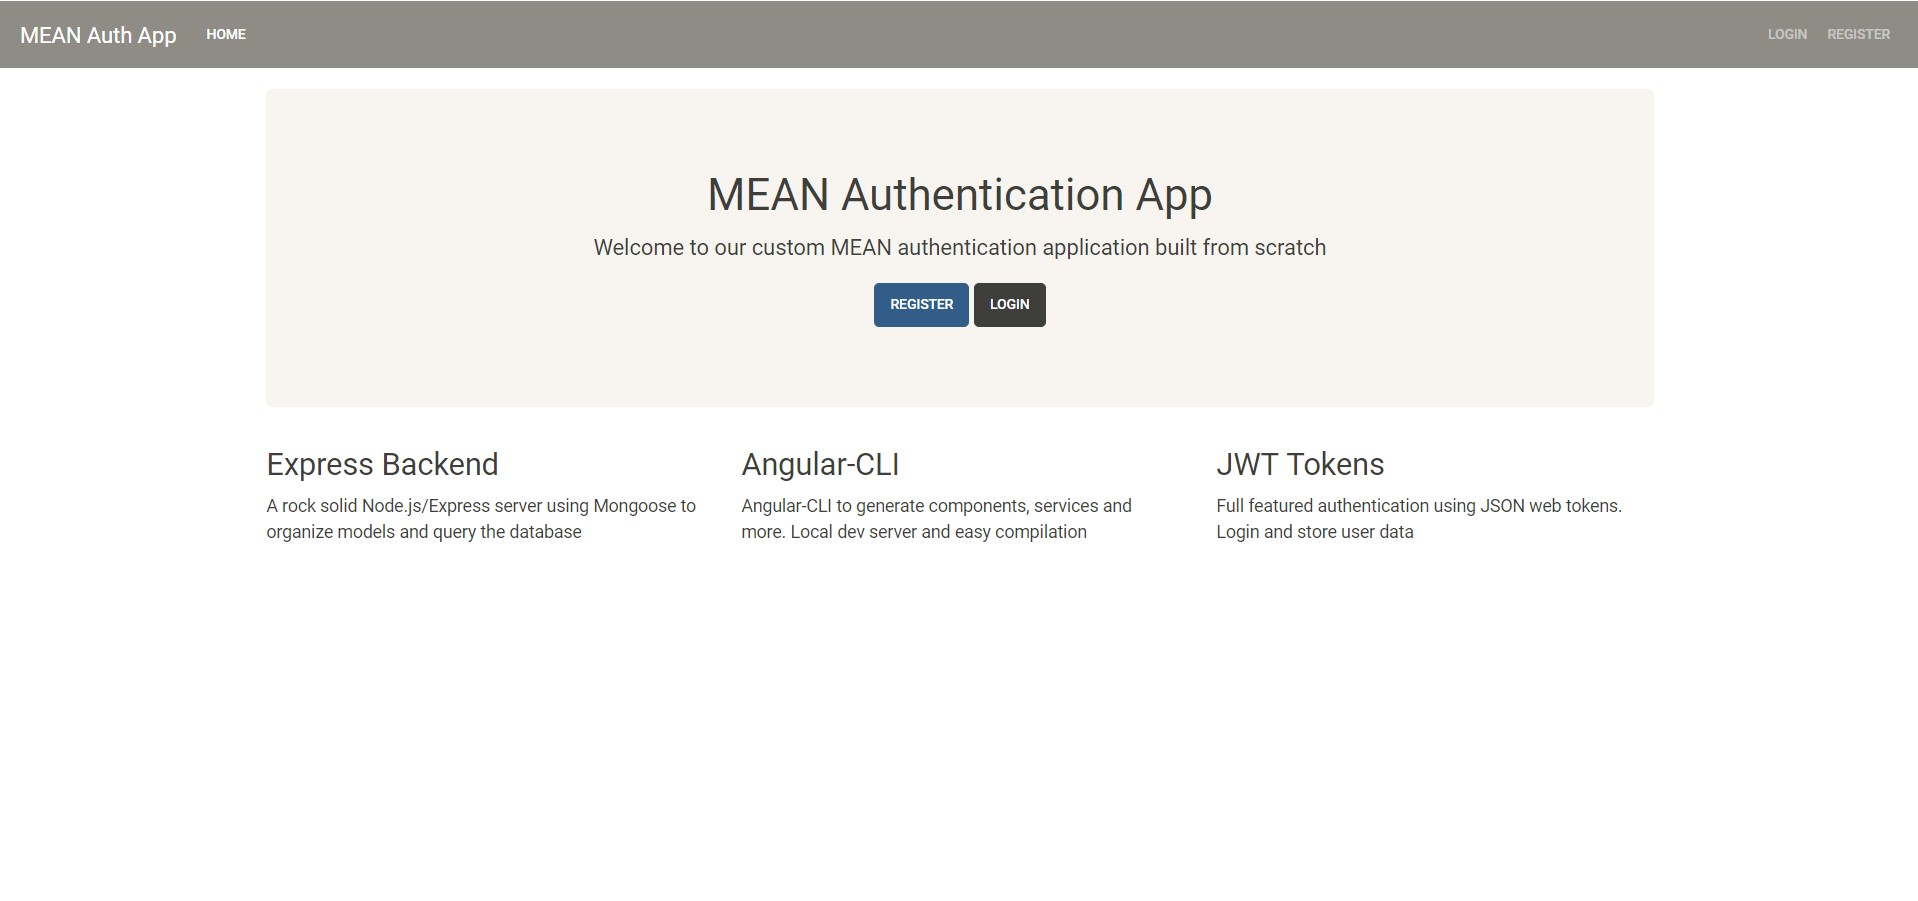 MEAN Auth App HOME LOGIN REGISTER
MEAN Authentication App
Welcome to our custom MEAN authentication application built from scratch
REGISTER LOGIN
Express Backend
A rock solid Node.js/Express server using Mongoose to
organize models and query the database
Angular-CLI
Angular-CLI to generate components, services and
more. Local dev server and easy compilation
JWT Tokens
Full featured authentication using JSON web tokens.
Login and store user data